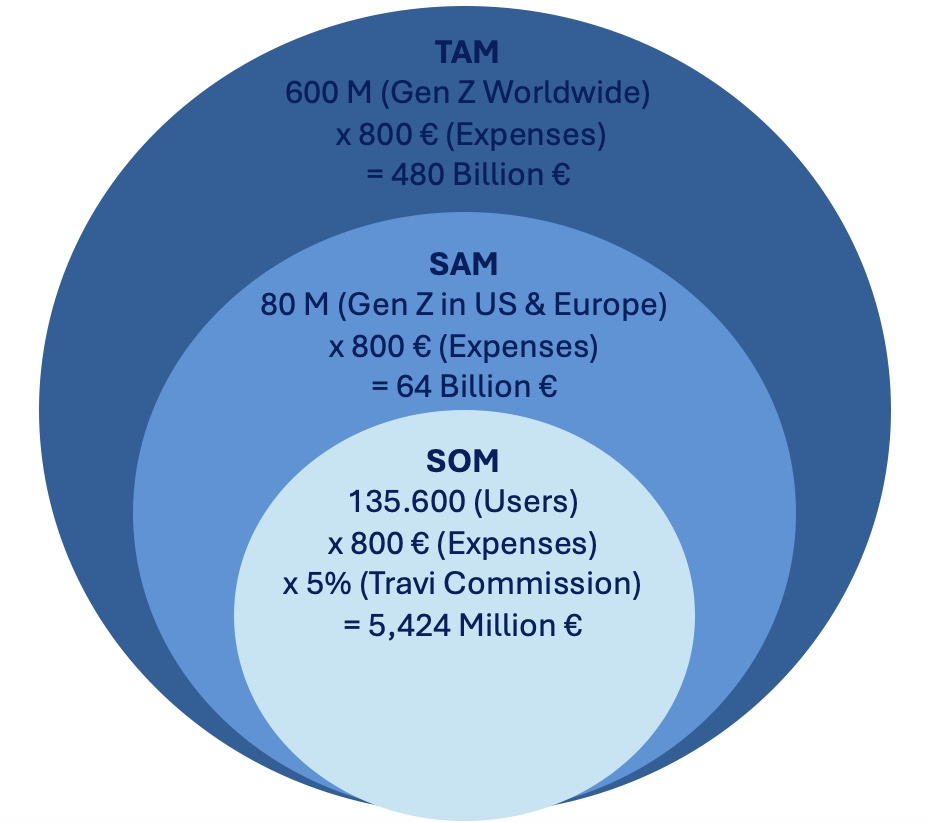 TAM
600 M (Gen Z Worldwide)
x 800 € (Expenses)
= 480 Billion €
SAM
80 M (Gen Z in US & Europe)
x 800 € (Expenses)
= 64 Billion €
SOM
135.600 (Users)
x 800 € (Expenses)
x 5% (Travi Commission)
= 5,424 Million €